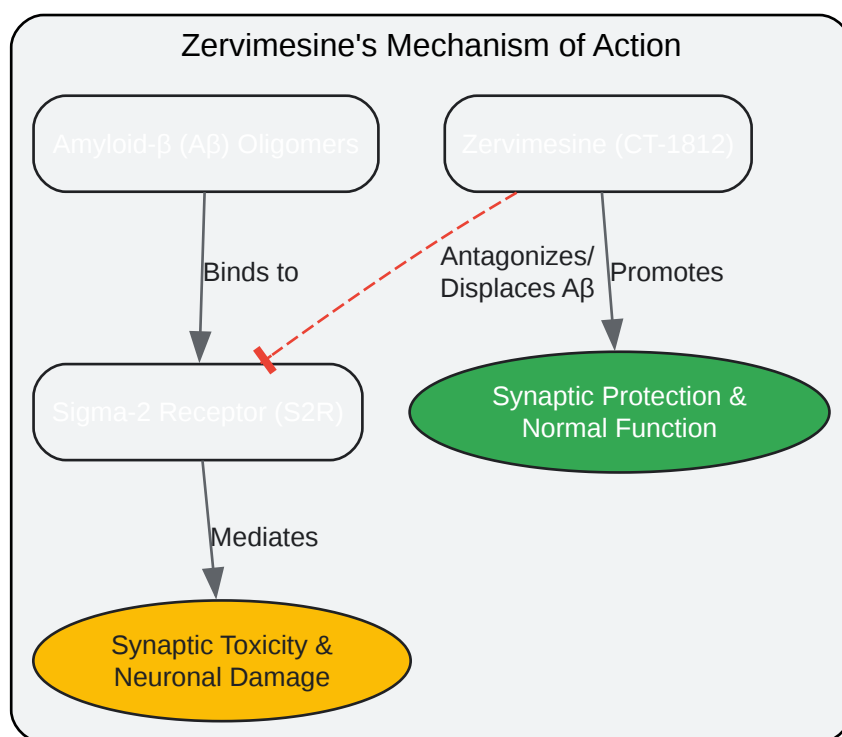 Zervimesine's Mechanism of Action
Amyloid-β (Aβ) Oligomers
Zervimesine (CT-1812)
Binds to
Antagonizes/
Displaces Aβ
Promotes
Sigma-2 Receptor (S2R)
Synaptic Protection &
Normal Function
Mediates
Synaptic Toxicity &
Neuronal Damage